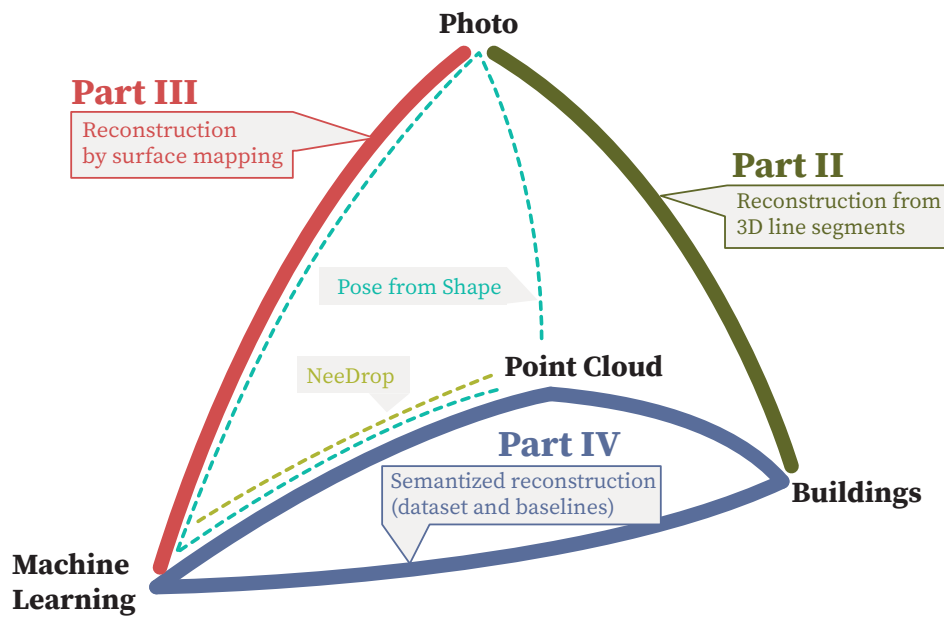 Photo
Part III
Reconstruction
by surface mapping
Part II
Reconstruction from
3D line segments
Pose from Shape
Point Cloud
NeeDrop
Part IV
Semantized reconstruction
(dataset and baselines)
Buildings
Machine
Learning